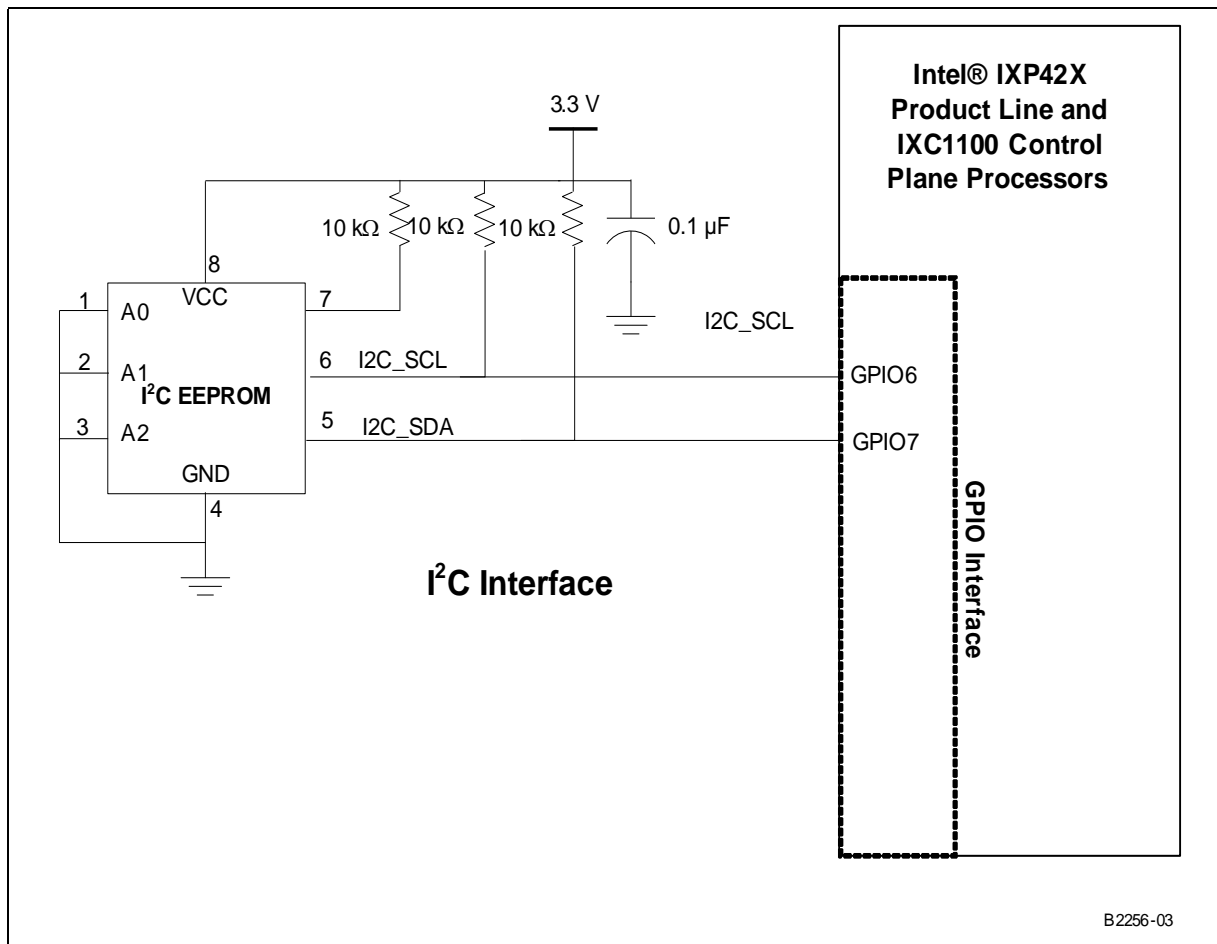 Intel® IXP42X
Product Line and
IXC1100 Control
Plane Processors
3.3 V
10 kΩ
10 kΩ
10 kΩ
0.1 µF
8
VCC
1
A0
7
I2C_SCL
2
A1
6
I2C_SCL
GPIO6
I²C EEPROM
3
A2
5
I2C_SDA
GPIO7
GND
4
GPIO Interface
I²C Interface
B2256-03